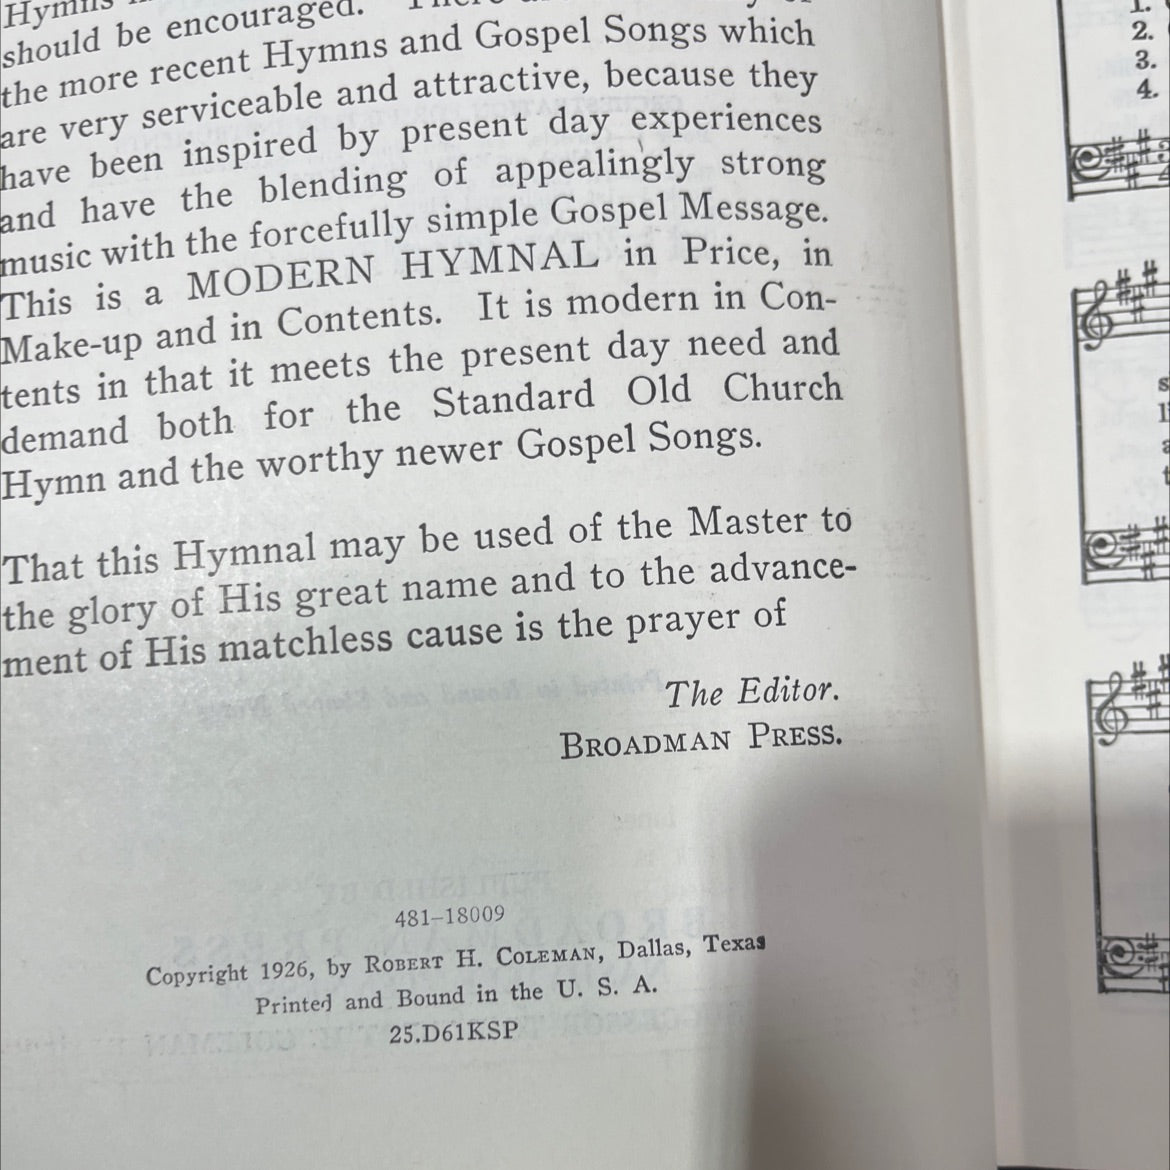 Hymns
should be encouraged.
the more recent Hymns and Gospel Songs which
are very serviceable and attractive, because they
have been inspired by present day experiences
and have the blending of appealingly strong
music with the forcefully simple Gospel Message.
This is a MODERN HYMNAL in Price, in
Make-up and in Contents. It is modern in Con-
tents in that it meets the present day need and
demand both for the Standard Old Church
Hymn and the worthy newer Gospel Songs.
That this Hymnal may be used of the Master to
the glory of His great name and to the advance-
ment of His matchless cause is the prayer of
The Editor.
BROADMAN PRESS.
481-18009
Copyright 1926, by ROBERT H. COLEMAN, Dallas, Texas
Printed and Bound in the U. S. A.
25.D61KSP
1.
2.
3.
4.